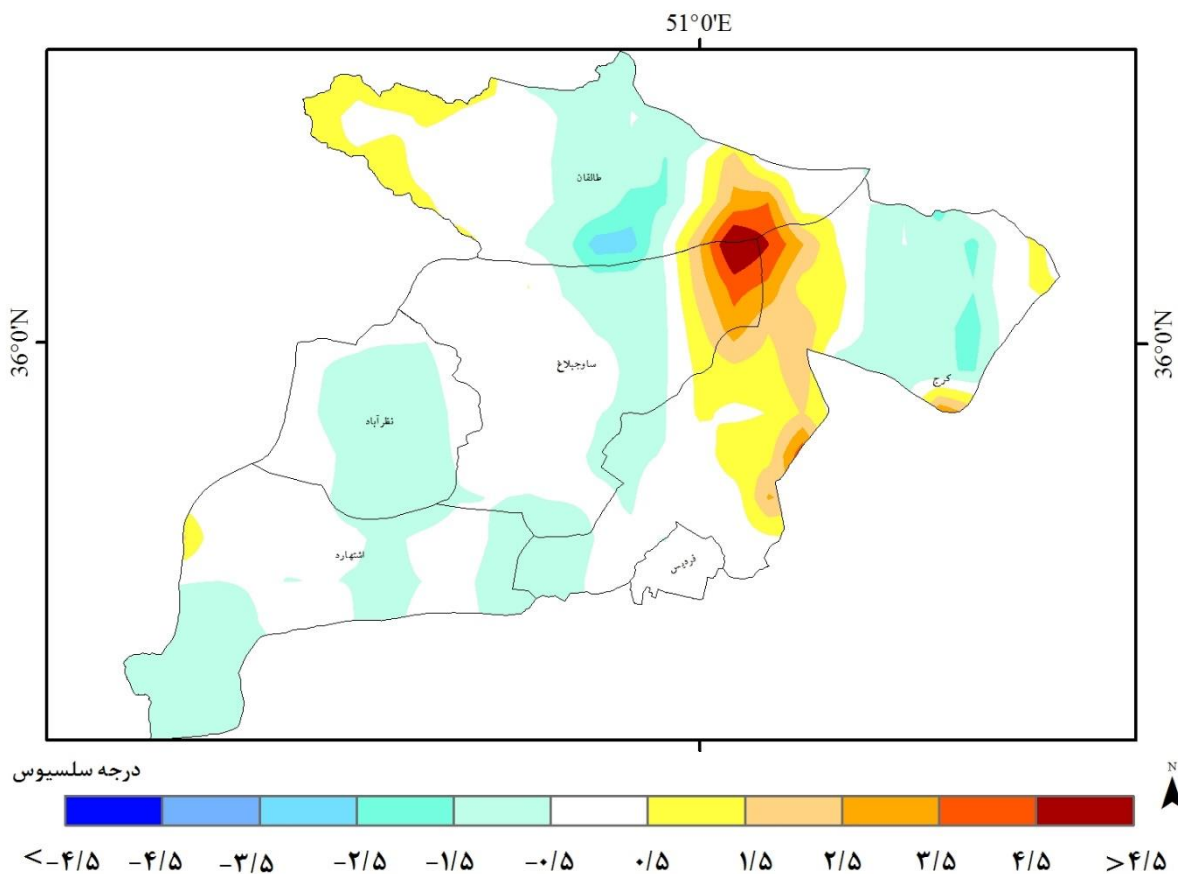 51°0'E
36°0'N
36°0'N
طالقان
ساوجبلاغ
کرج
نظرآباد
اشتهارد
فردیس
درجه سلسیوس
N
<-۴/۵ -۴/۵ -۳/۵ -۲/۵ -۱/۵ -۰/۵ ۰/۵ ۱/۵ ۲/۵ ۳/۵ ۴/۵ >۴/۵